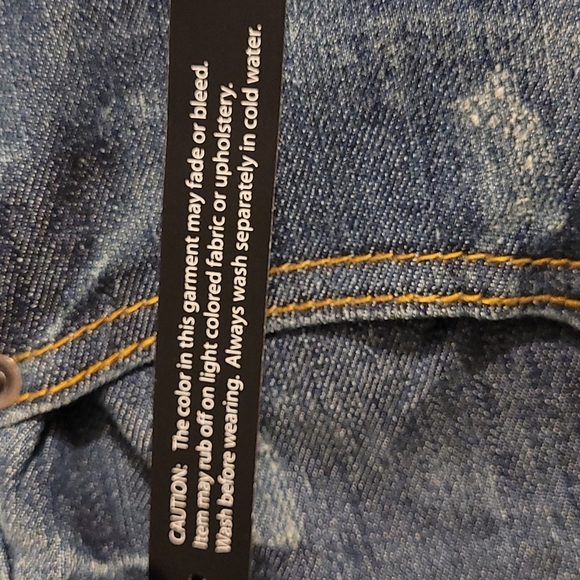 CAUTION: The color in this garment may fade or bleed.
Item may rub off on light colored fabric or upholstery.
Wash before wearing. Always wash separately in cold water.